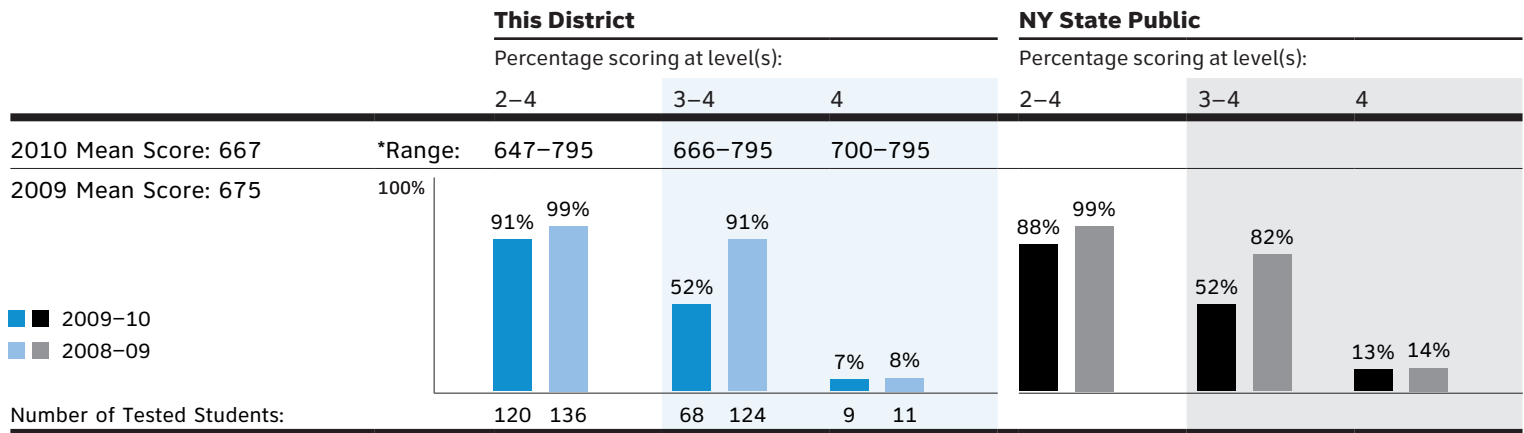 This District NY State Public
Percentage scoring at level(s): Percentage scoring at level(s):
2–4 3–4 4 2–4 3–4 4
2010 Mean Score: 667 *Range: 647–795 666–795 700–795
2009 Mean Score: 675 100%
91% 99% 52% 91% 7% 8% 88% 99% 52% 82% 13% 14%
2009–10
2008–09
Number of Tested Students: 120 136 68 124 9 11